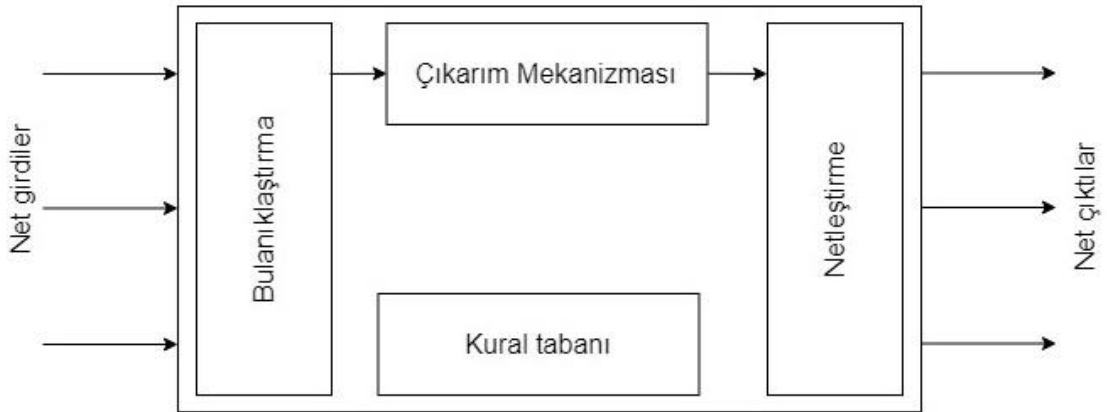 Net girdiler
Bulanıklaştırma
Çıkarım Mekanizması
Kural tabanı
Netleştirme
Net çıktılar